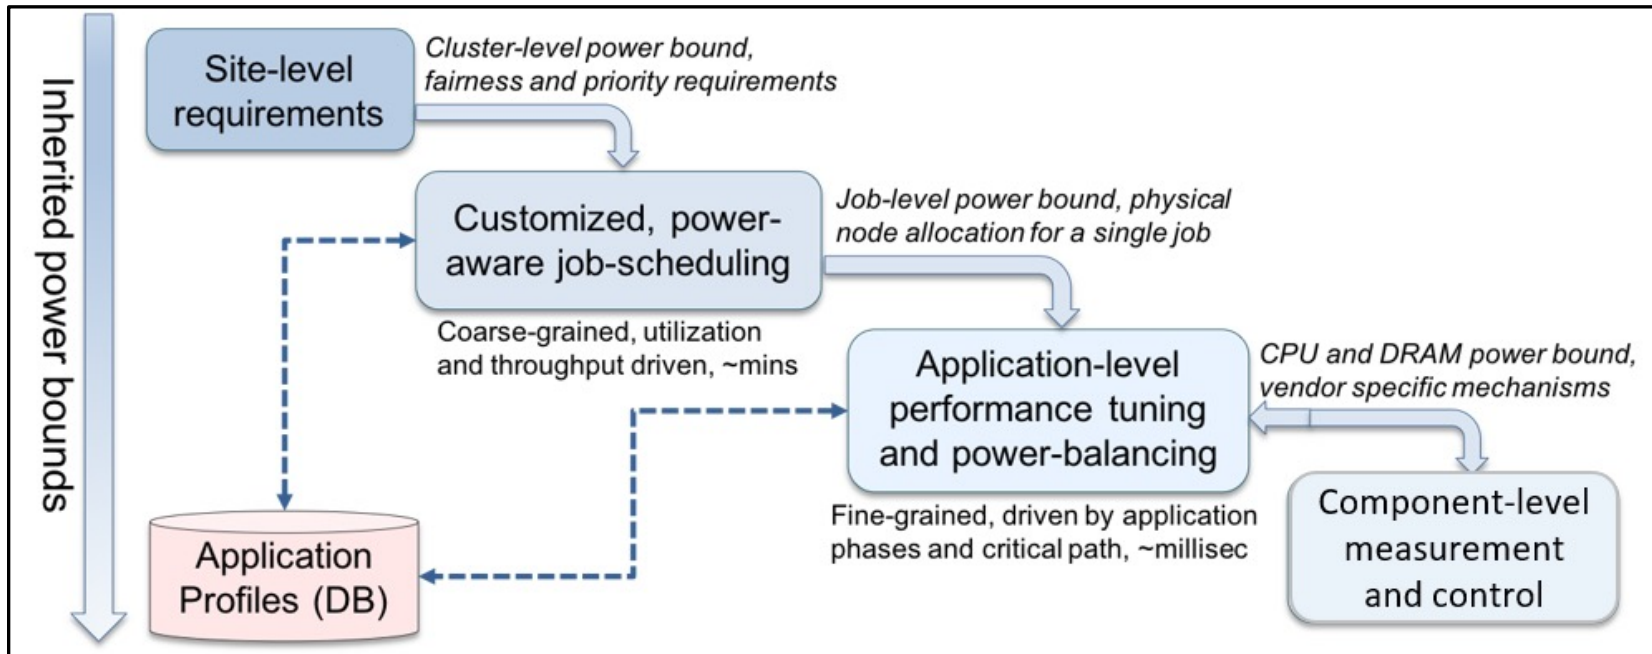 Inherited power bounds
Site-level
requirements
Cluster-level power bound,
fairness and priority requirements
Customized, power-
aware job-scheduling
Job-level power bound, physical
node allocation for a single job
Coarse-grained, utilization
and throughput driven, ~mins
Application-level
performance tuning
and power-balancing
CPU and DRAM power bound,
vendor specific mechanisms
Fine-grained, driven by application
phases and critical path, ~millisec
Component-level
measurement
and control
Application
Profiles (DB)